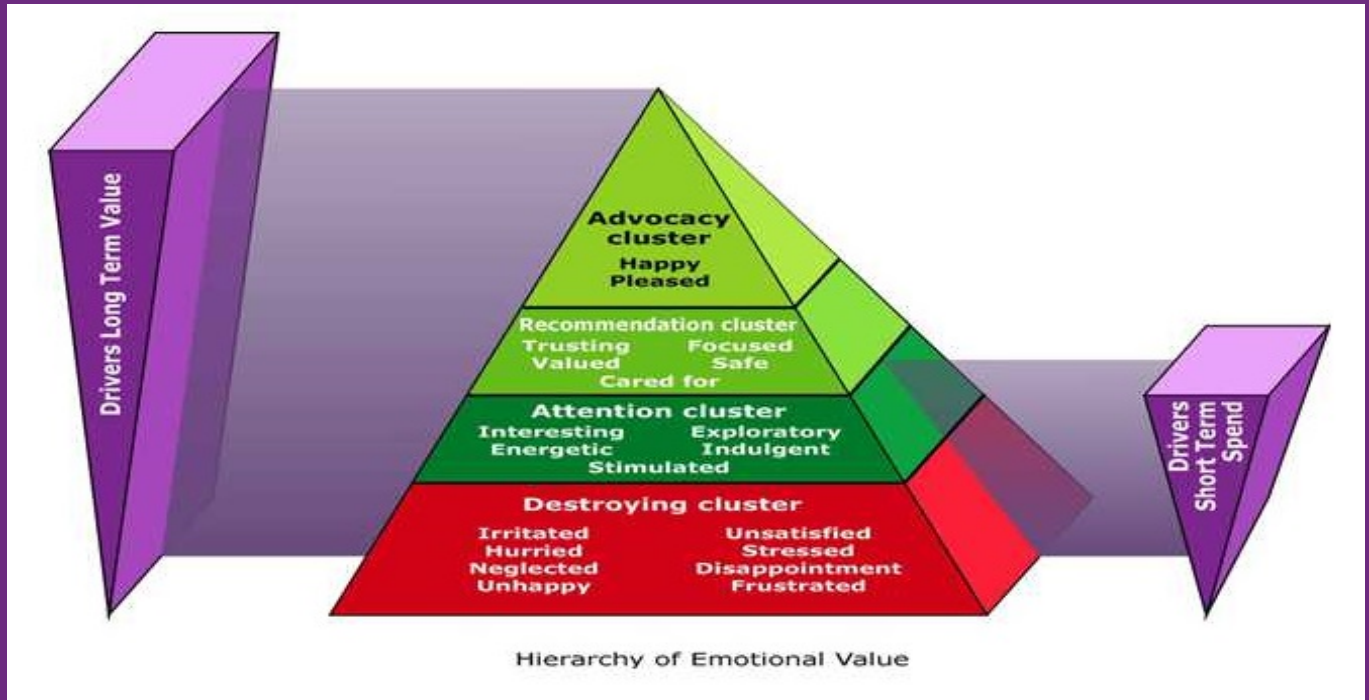 Drivers Long Term Value
Advocacy
cluster
Happy
Pleased
Recommendation cluster
Trusting Focused
Valued Safe
Cared for
Attention cluster
Interesting Exploratory
Energetic Indulgent
Stimulated
Destroying cluster
Irritated Unsatisfied
Hurried Stressed
Neglected Disappointment
Unhappy Frustrated
Drivers
Short Term
Spend
Hierarchy of Emotional Value